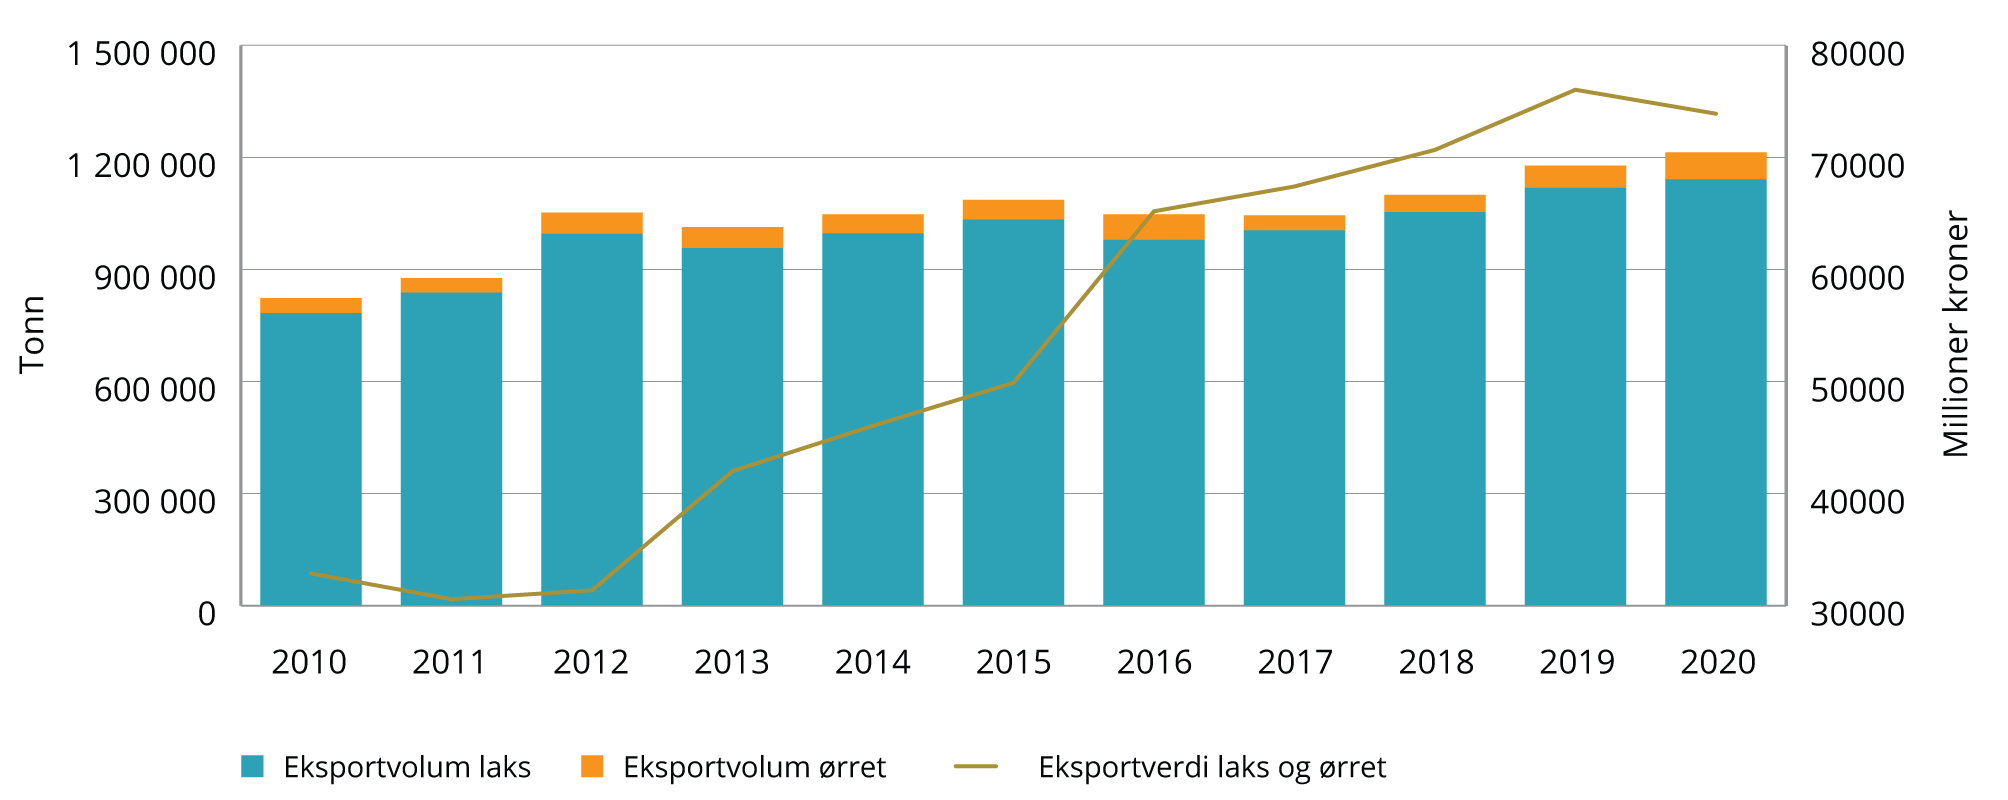 1 500 000
1 200 000
900 000
600 000
300 000
0
Tonn
80000
70000
60000
50000
40000
30000
Millioner kroner
2010 2011 2012 2013 2014 2015 2016 2017 2018 2019 2020
Eksportvolum laks Eksportvolum ørret Eksportverdi laks og ørret